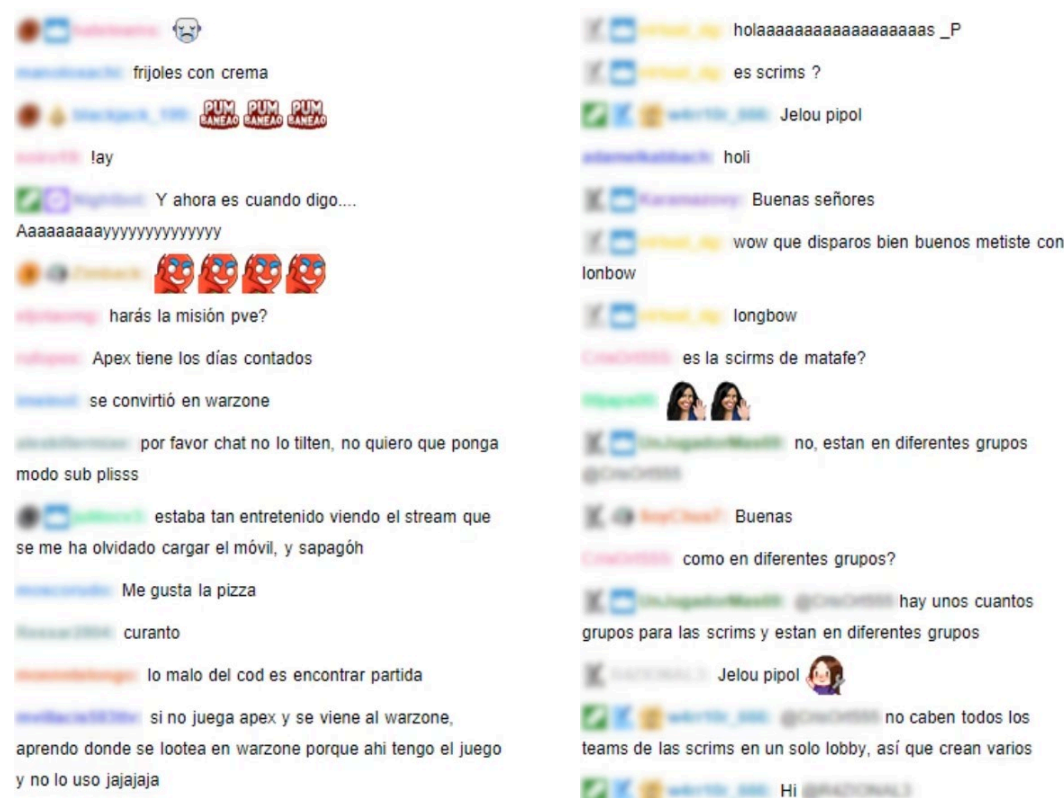 frijoles con crema
PUM BANEAO PUM BANEAO PUM BANEAO
!ay
Y ahora es cuando digo....
Aaaaaaaaayyyyyyyyyyyyyy
harás la misión pve?
Apex tiene los días contados
se convirtió en warzone
por favor chat no lo tilten, no quiero que ponga
modo sub plisss
estaba tan entretenido viendo el stream que
se me ha olvidado cargar el móvil, y sapagóh
Me gusta la pizza
curanto
lo malo del cod es encontrar partida
si no juega apex y se viene al warzone,
aprendo donde se lootea en warzone porque ahi tengo el juego
y no lo uso jajajaja
holaaaaaaaaaaaaaaaaaas _P
es scrims ?
Jelou pipol
holi
Buenas señores
wow que disparos bien buenos metiste con
lonbow
longbow
es la scirms de matafe?
no, estan en diferentes grupos
Buenas
como en diferentes grupos?
hay unos cuantos
grupos para las scrims y estan en diferentes grupos
Jelou pipol
no caben todos los
teams de las scrims en un solo lobby, así que crean varios
Hi